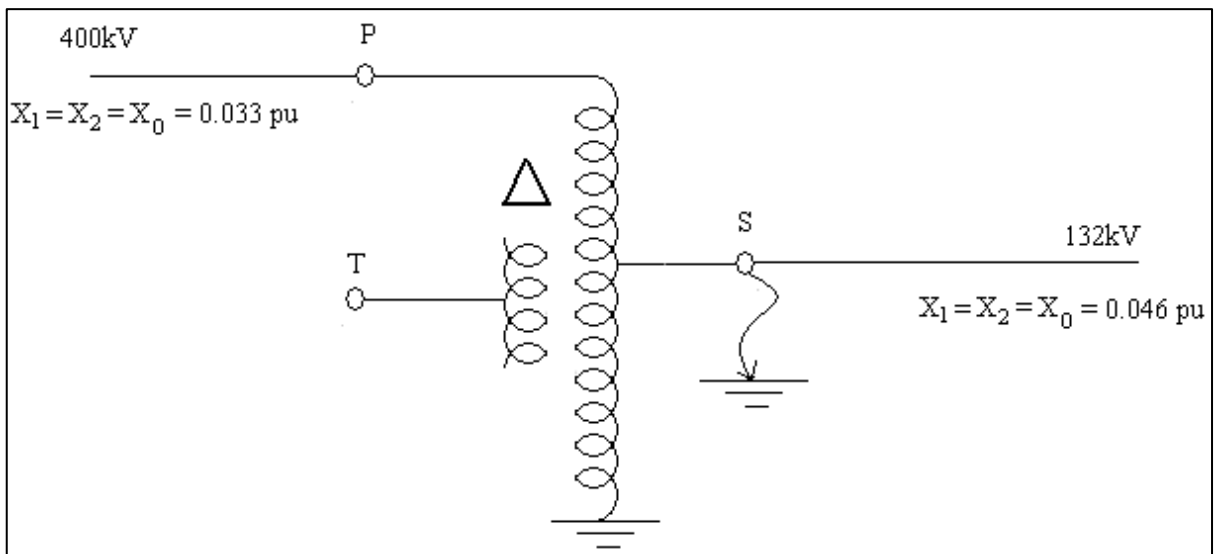 400kV
P
X₁ = X₂ = X₀ = 0.033 pu
Δ
S
132kV
T
X₁ = X₂ = X₀ = 0.046 pu